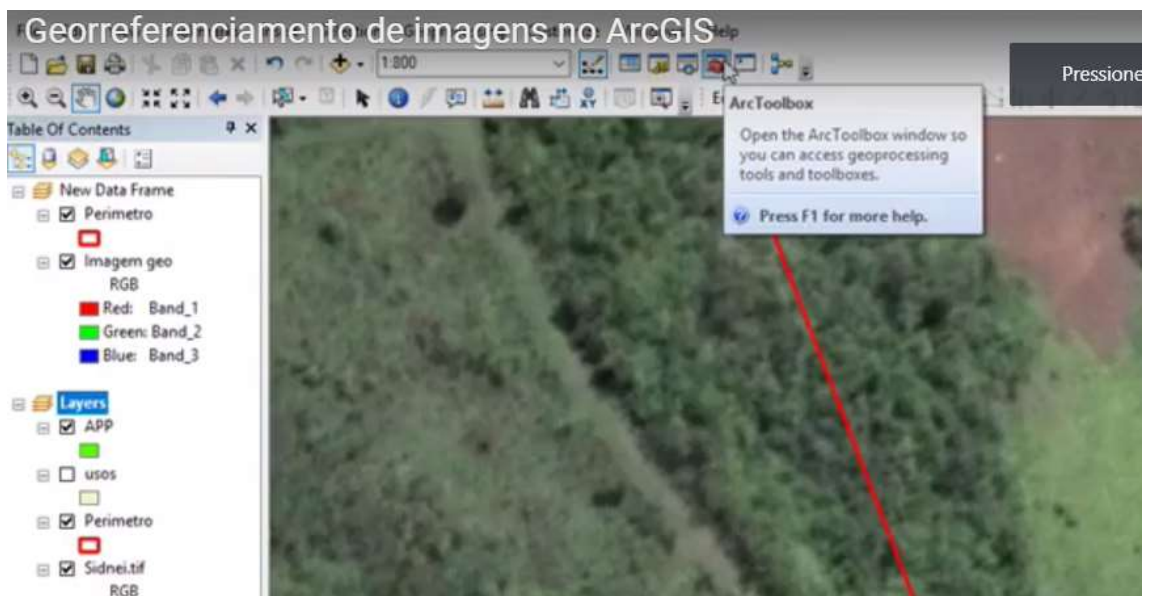 Georreferenciamento de imagens no ArcGIS
Help
1:800
Pressione
Table Of Contents
ArcToolbox
Open the ArcToolbox window so
you can access geoprocessing
tools and toolboxes.
Press F1 for more help.
New Data Frame
Perimetro
Imagem geo
RGB
Red: Band_1
Green: Band_2
Blue: Band_3
Layers
APP
usos
Perimetro
Sidnei.tif
RGB